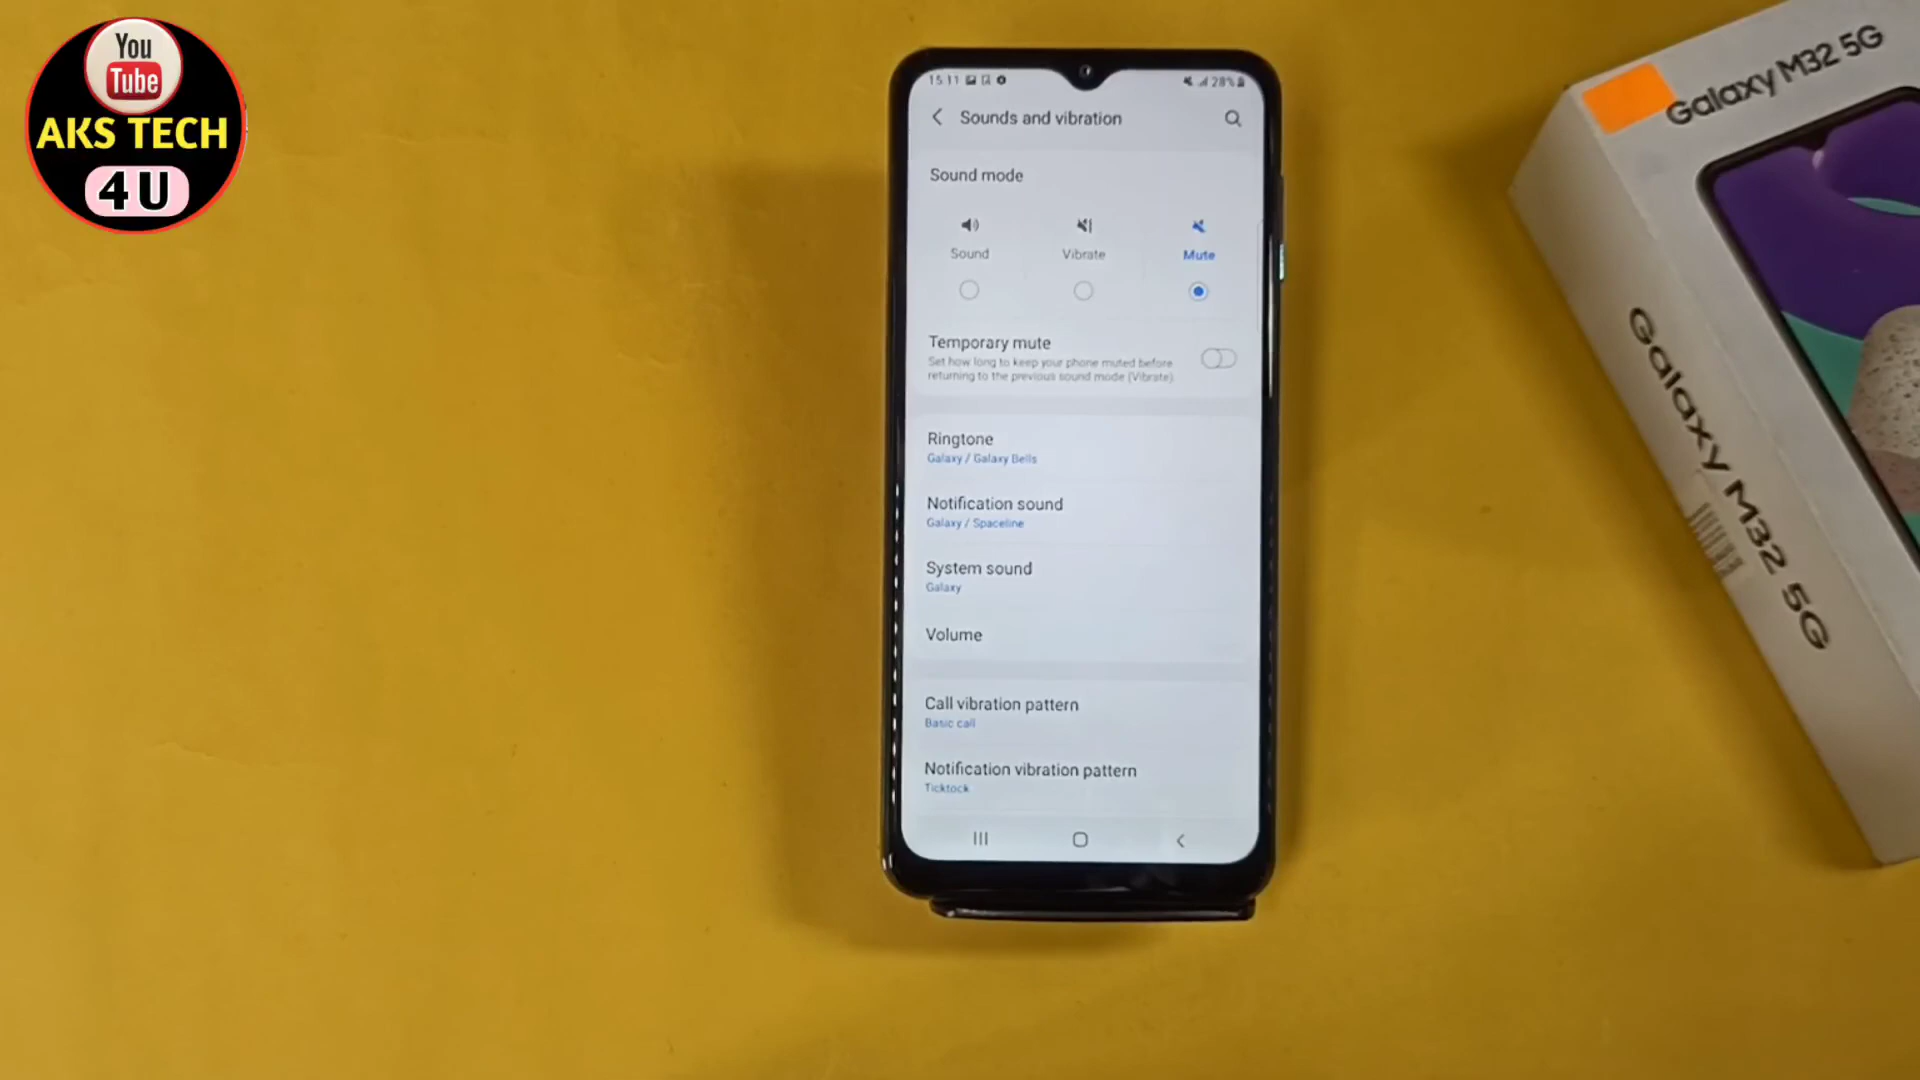 You
Tube
AKS TECH
4 U
15:11
28%
Sounds and vibration
Sound mode
Sound
Vibrate
Mute
Temporary mute
Set how long to keep your phone muted before
returning to the previous sound mode (Vibrate).
Ringtone
Galaxy / Galaxy Bells
Notification sound
Galaxy / Spaceline
System sound
Galaxy
Volume
Call vibration pattern
Basic call
Notification vibration pattern
Ticktock
Galaxy M32 5G
Galaxy M32 5G